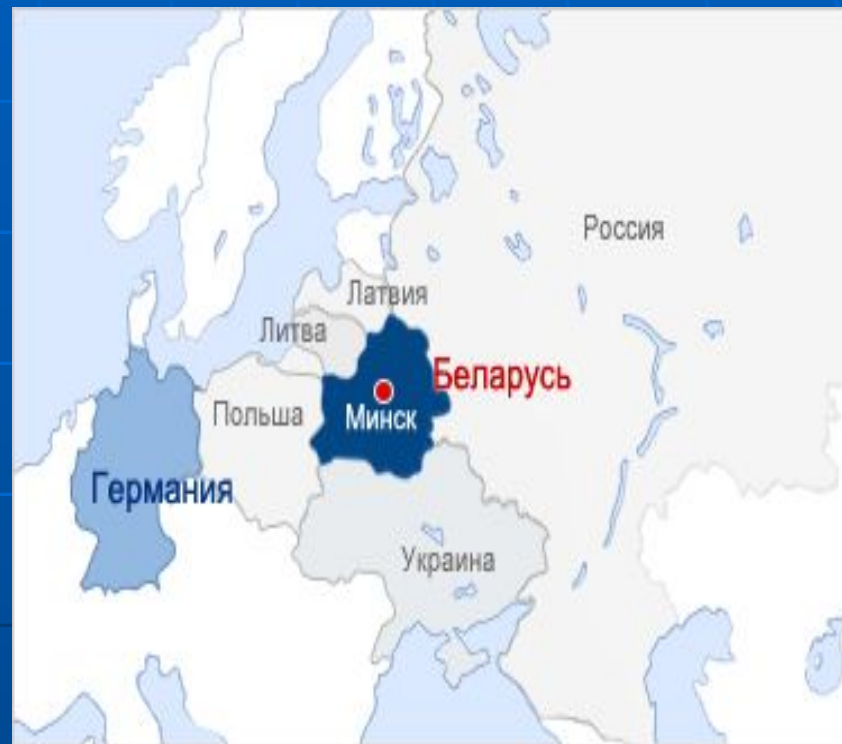 Россия
Латвия
Литва
Беларусь
Польша
Минск
Германия
Украина